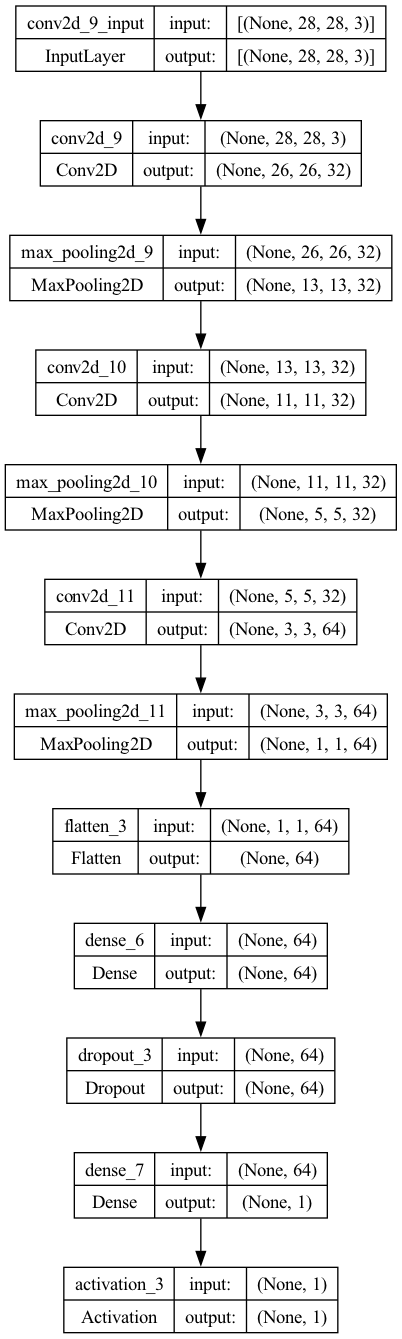 conv2d_9_input input: [(None, 28, 28, 3)]
InputLayer output: [(None, 28, 28, 3)]
conv2d_9 input: (None, 28, 28, 3)
Conv2D output: (None, 26, 26, 32)
max_pooling2d_9 input: (None, 26, 26, 32)
MaxPooling2D output: (None, 13, 13, 32)
conv2d_10 input: (None, 13, 13, 32)
Conv2D output: (None, 11, 11, 32)
max_pooling2d_10 input: (None, 11, 11, 32)
MaxPooling2D output: (None, 5, 5, 32)
conv2d_11 input: (None, 5, 5, 32)
Conv2D output: (None, 3, 3, 64)
max_pooling2d_11 input: (None, 3, 3, 64)
MaxPooling2D output: (None, 1, 1, 64)
flatten_3 input: (None, 1, 1, 64)
Flatten output: (None, 64)
dense_6 input: (None, 64)
Dense output: (None, 64)
dropout_3 input: (None, 64)
Dropout output: (None, 64)
dense_7 input: (None, 64)
Dense output: (None, 1)
activation_3 input: (None, 1)
Activation output: (None, 1)